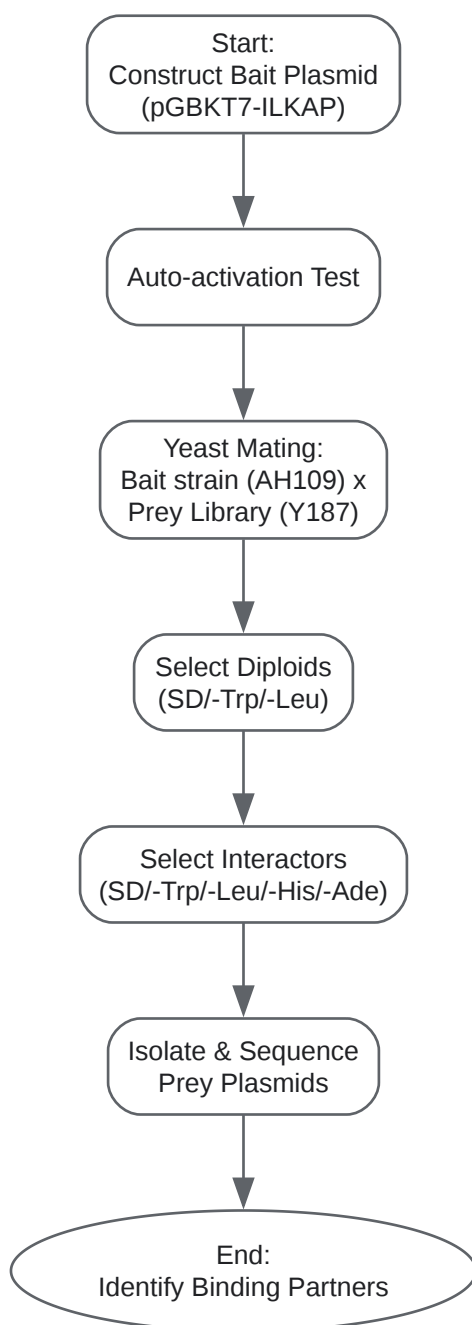 Start:
Construct Bait Plasmid
(pGBKT7-ILKAP)
Auto-activation Test
Yeast Mating:
Bait strain (AH109) x
Prey Library (Y187)
Select Diploids
(SD/-Trp/-Leu)
Select Interactors
(SD/-Trp/-Leu/-His/-Ade)
Isolate & Sequence
Prey Plasmids
End:
Identify Binding Partners